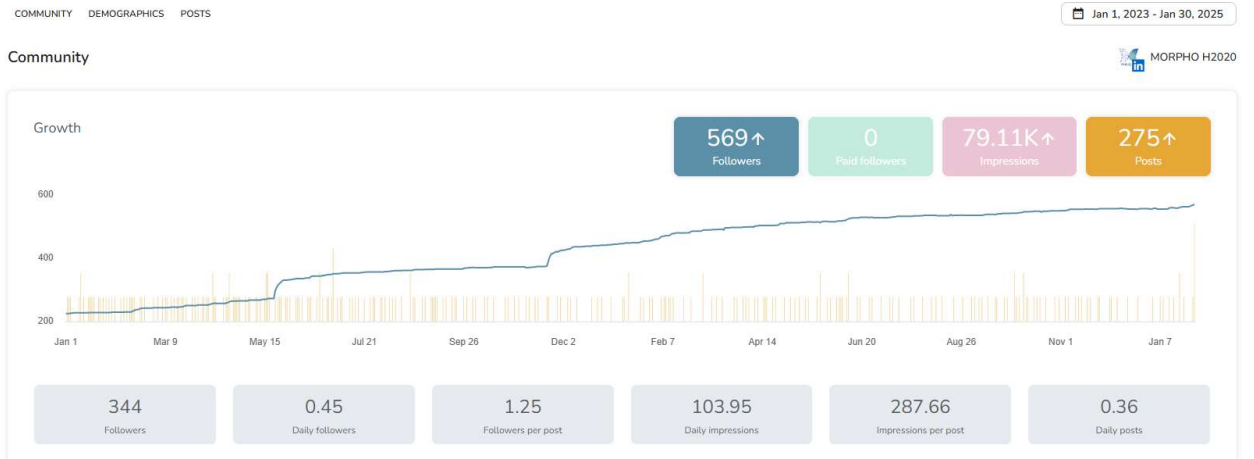 COMMUNITY DEMOGRAPHICS POSTS
Jan 1, 2023 - Jan 30, 2025
Community
in
MORPHO H2020
Growth
569↑ 0 79.11K↑ 275↑
Followers Paid followers Impressions Posts
600
400
200
Jan 1 Mar 9 May 15 Jul 21 Sep 26 Dec 2 Feb 7 Apr 14 Jun 20 Aug 26 Nov 1 Jan 7
344 0.45 1.25 103.95 287.66 0.36
Followers Daily followers Followers per post Daily impressions Impressions per post Daily posts